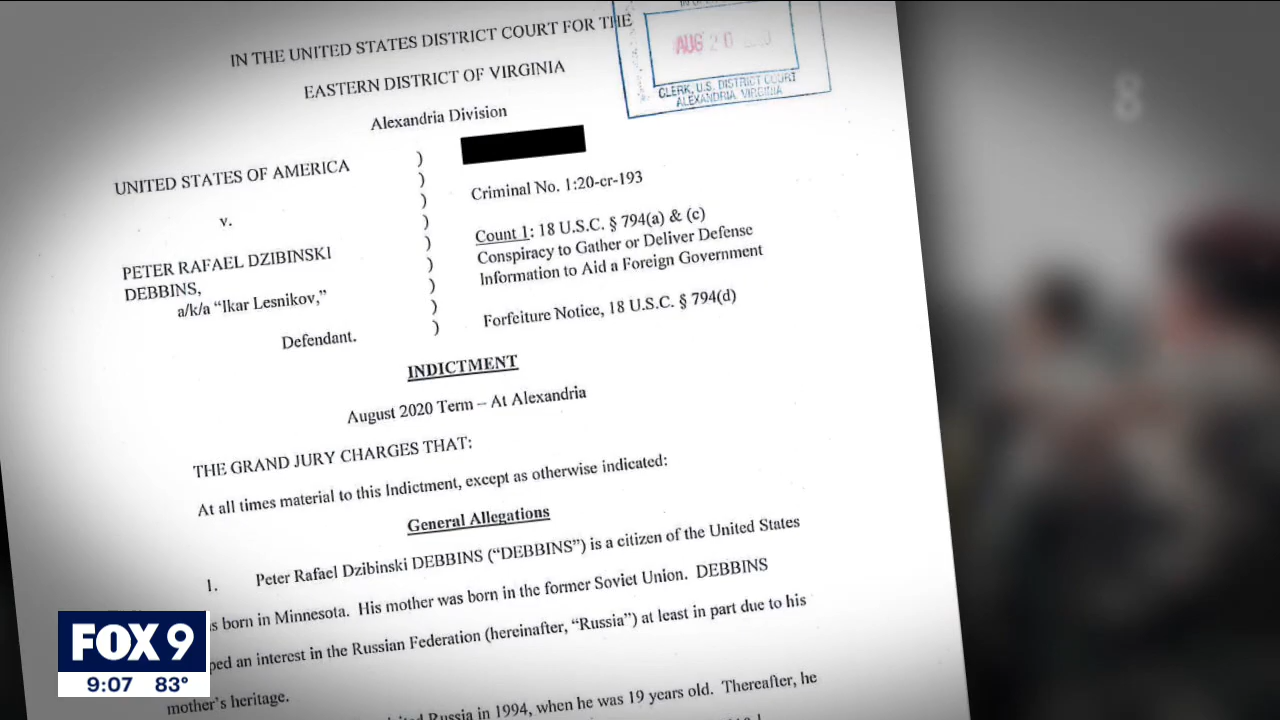 IN THE UNITED STATES DISTRICT COURT FOR THE
EASTERN DISTRICT OF VIRGINIA
Alexandria Division
AUG 20
CLERK, U.S. DISTRICT COURT
ALEXANDRIA, VIRGINIA
UNITED STATES OF AMERICA
v.
PETER RAFAEL DZIBINSKI
DEBBINS,
a/k/a “Ikar Lesnikov,”
Defendant.
)
)
)
)
)
)
)
)
Criminal No. 1:20-cr-193
Count 1: 18 U.S.C. § 794(a) & (c)
Conspiracy to Gather or Deliver Defense
Information to Aid a Foreign Government
Forfeiture Notice, 18 U.S.C. § 794(d)
INDICTMENT
August 2020 Term – At Alexandria
THE GRAND JURY CHARGES THAT:
At all times material to this Indictment, except as otherwise indicated:
General Allegations
1. Peter Rafael Dzibinski DEBBINS (“DEBBINS”) is a citizen of the United States
s born in Minnesota. His mother was born in the former Soviet Union. DEBBINS
ped an interest in the Russian Federation (hereinafter, “Russia”) at least in part due to his
mother’s heritage.
Russia in 1994, when he was 19 years old. Thereafter, he
8
FOX 9
9:07 83°